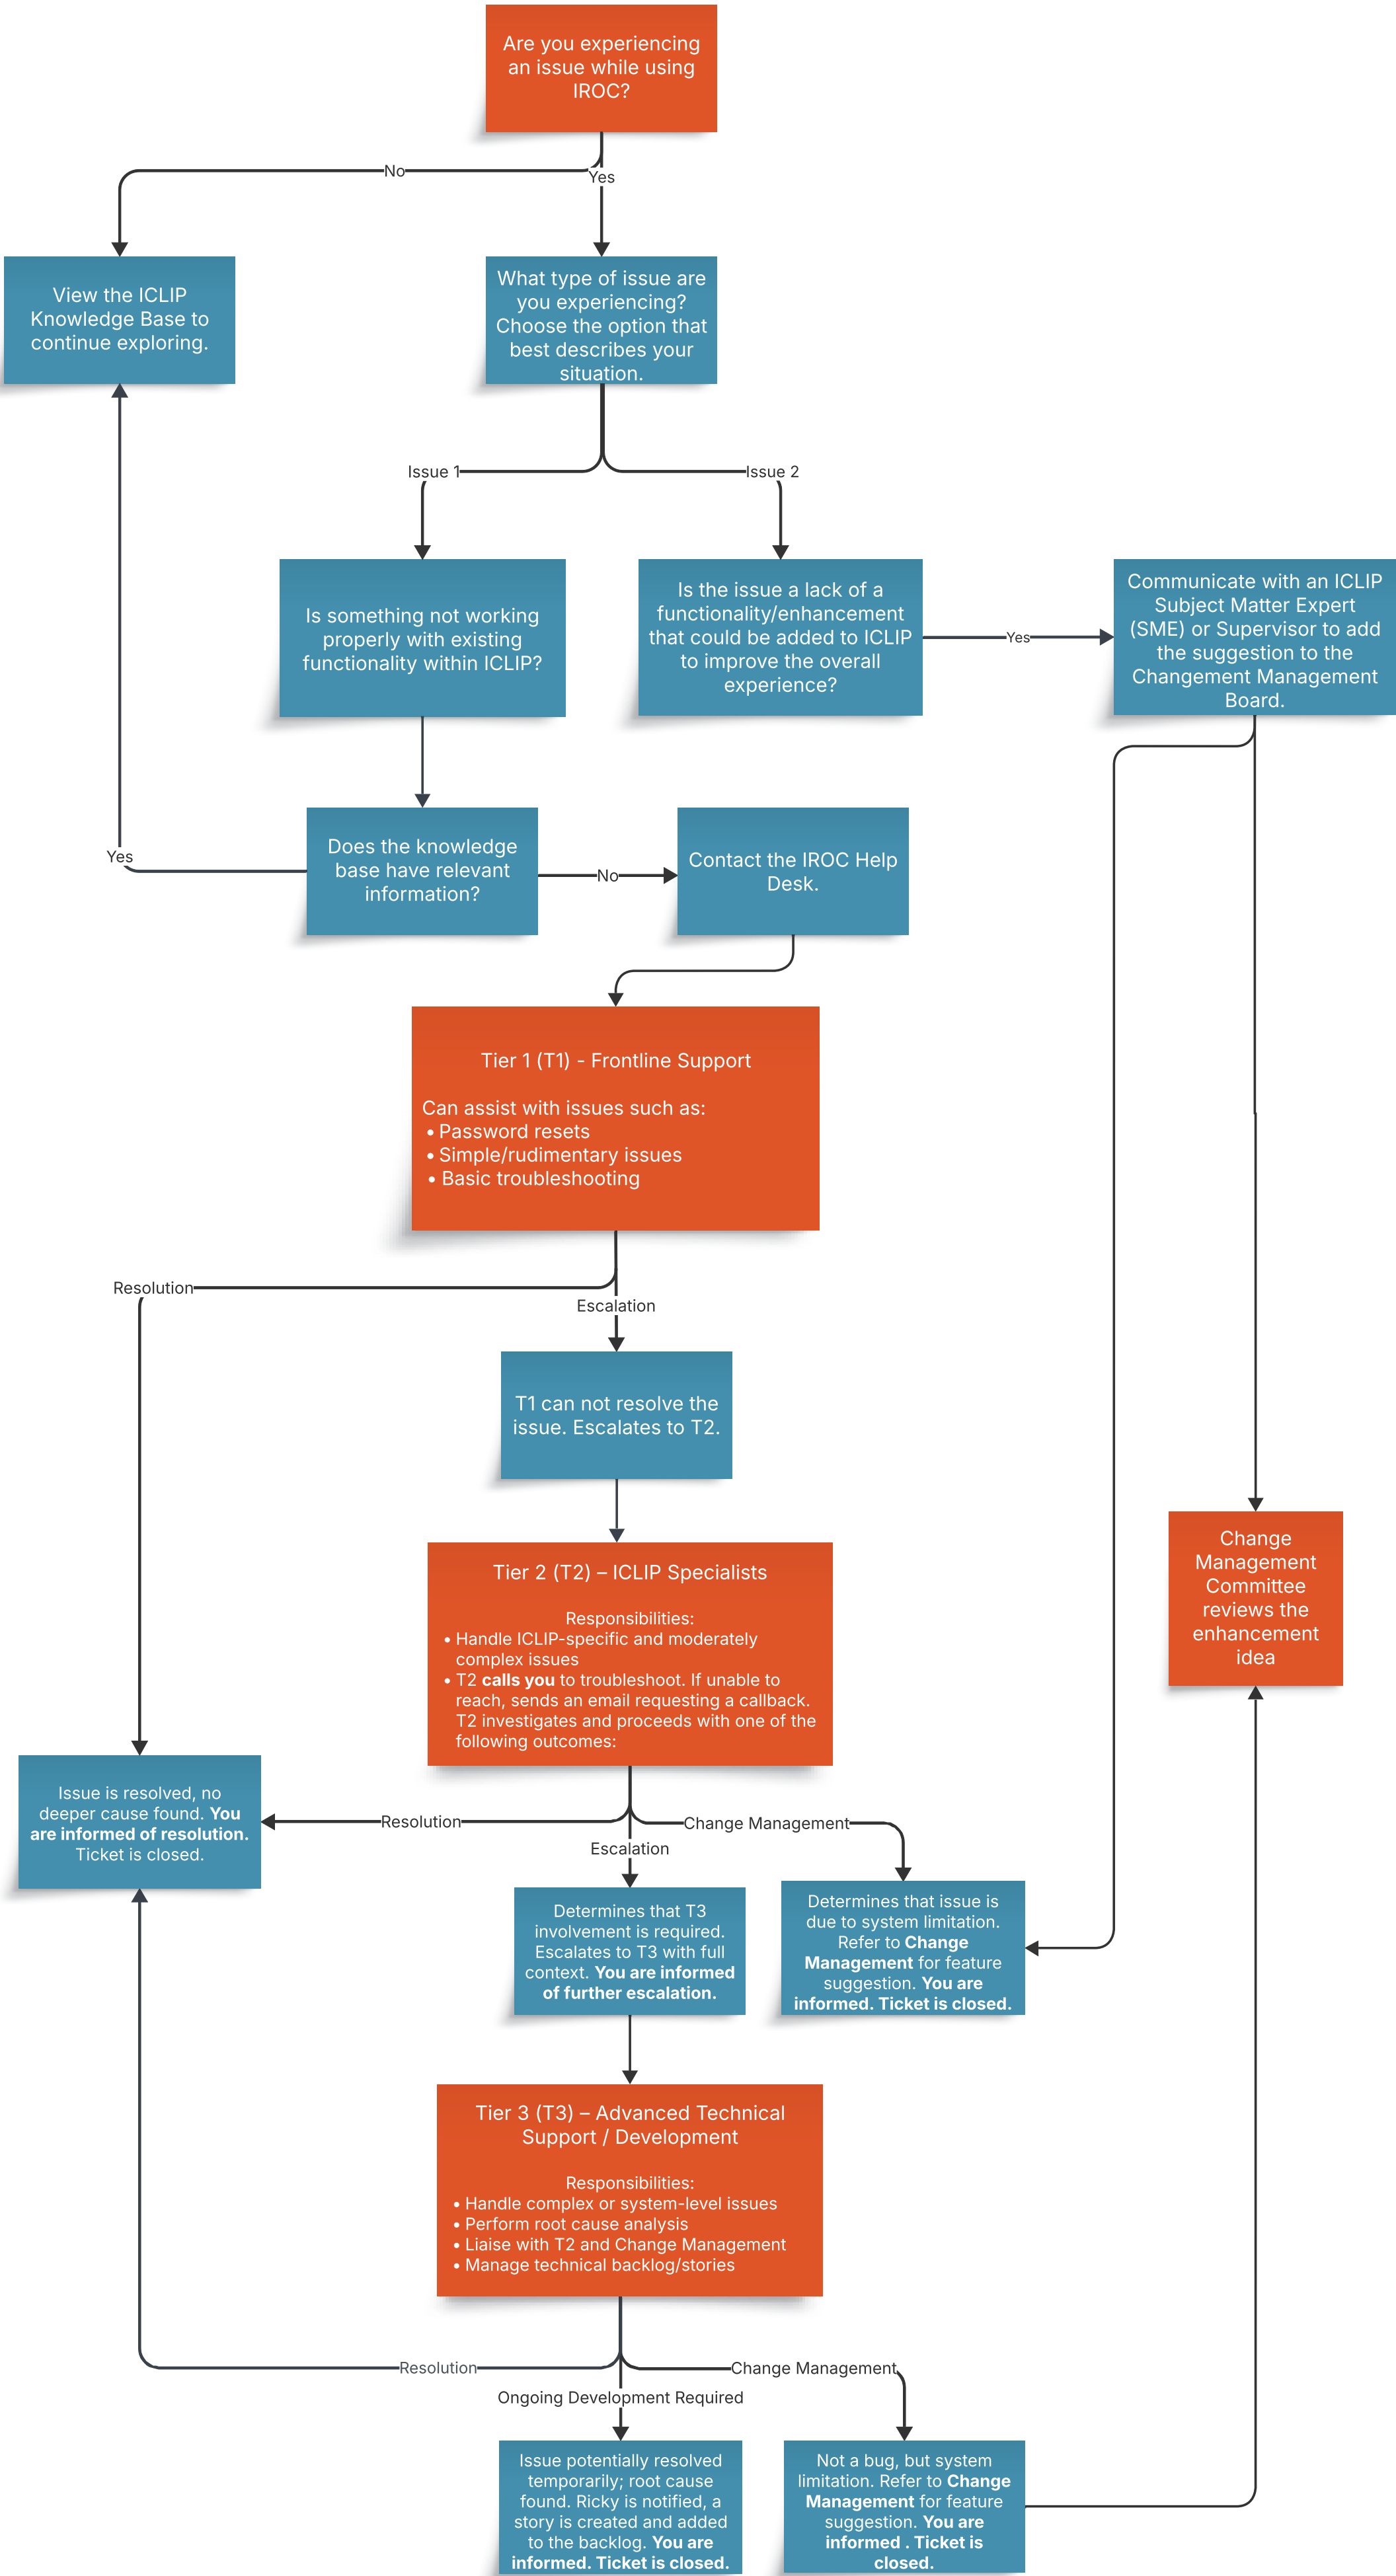 Are you experiencing
an issue while using
IROC?
No
Yes
View the ICLIP
Knowledge Base to
continue exploring.
What type of issue are
you experiencing?
Choose the option that
best describes your
situation.
Issue 1
Issue 2
Is something not working
properly with existing
functionality within ICLIP?
Is the issue a lack of a
functionality/enhancement
that could be added to ICLIP
to improve the overall
experience?
Yes
Communicate with an ICLIP
Subject Matter Expert
(SME) or Supervisor to add
the suggestion to the
Changement Management
Board.
Yes
Does the knowledge
base have relevant
information?
No
Contact the IROC Help
Desk.
Tier 1 (T1) - Frontline Support
Can assist with issues such as:
• Password resets
• Simple/rudimentary issues
• Basic troubleshooting
Resolution
Escalation
T1 can not resolve the
issue. Escalates to T2.
Tier 2 (T2) – ICLIP Specialists
Responsibilities:
• Handle ICLIP-specific and moderately
complex issues
• T2 calls you to troubleshoot. If unable to
reach, sends an email requesting a callback.
T2 investigates and proceeds with one of the
following outcomes:
Change
Management
Committee
reviews the
enhancement
idea
Issue is resolved, no
deeper cause found. You
are informed of resolution.
Ticket is closed.
Resolution
Escalation
Change Management
Determines that T3
involvement is required.
Escalates to T3 with full
context. You are informed
of further escalation.
Determines that issue is
due to system limitation.
Refer to Change
Management for feature
suggestion. You are
informed. Ticket is closed.
Tier 3 (T3) – Advanced Technical
Support / Development
Responsibilities:
• Handle complex or system-level issues
• Perform root cause analysis
• Liaise with T2 and Change Management
• Manage technical backlog/stories
Resolution
Ongoing Development Required
Change Management
Issue potentially resolved
temporarily; root cause
found. Ricky is notified, a
story is created and added
to the backlog. You are
informed. Ticket is closed.
Not a bug, but system
limitation. Refer to Change
Management for feature
suggestion. You are
informed . Ticket is
closed.